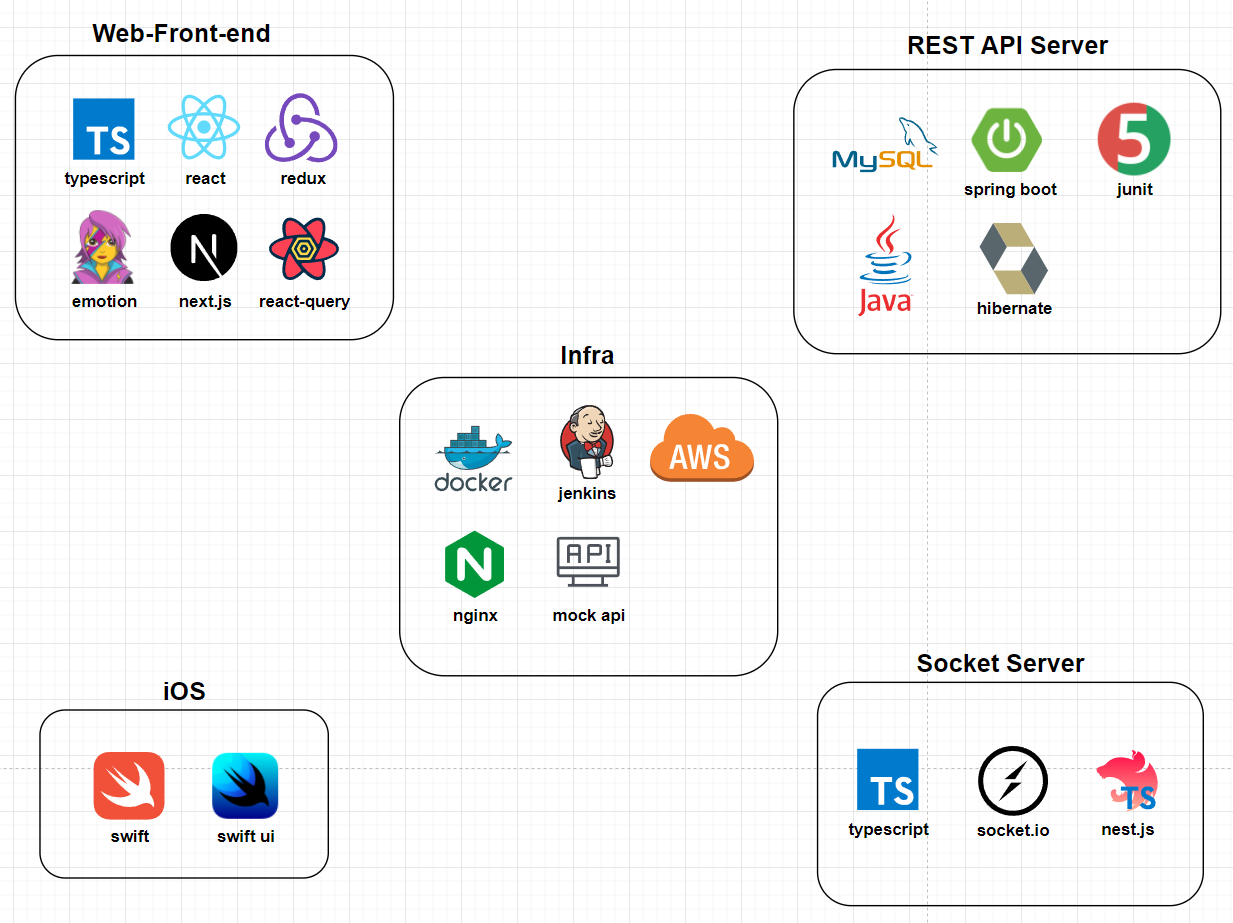 Web-Front-end
TS
typescript
react
redux
emotion
N
next.js
react-query
REST API Server
MySQL
spring boot
5
junit
Java
hibernate
Infra
docker
jenkins
AWS
N
nginx
API
mock api
iOS
swift
swift ui
Socket Server
TS
typescript
socket.io
TS
nest.js